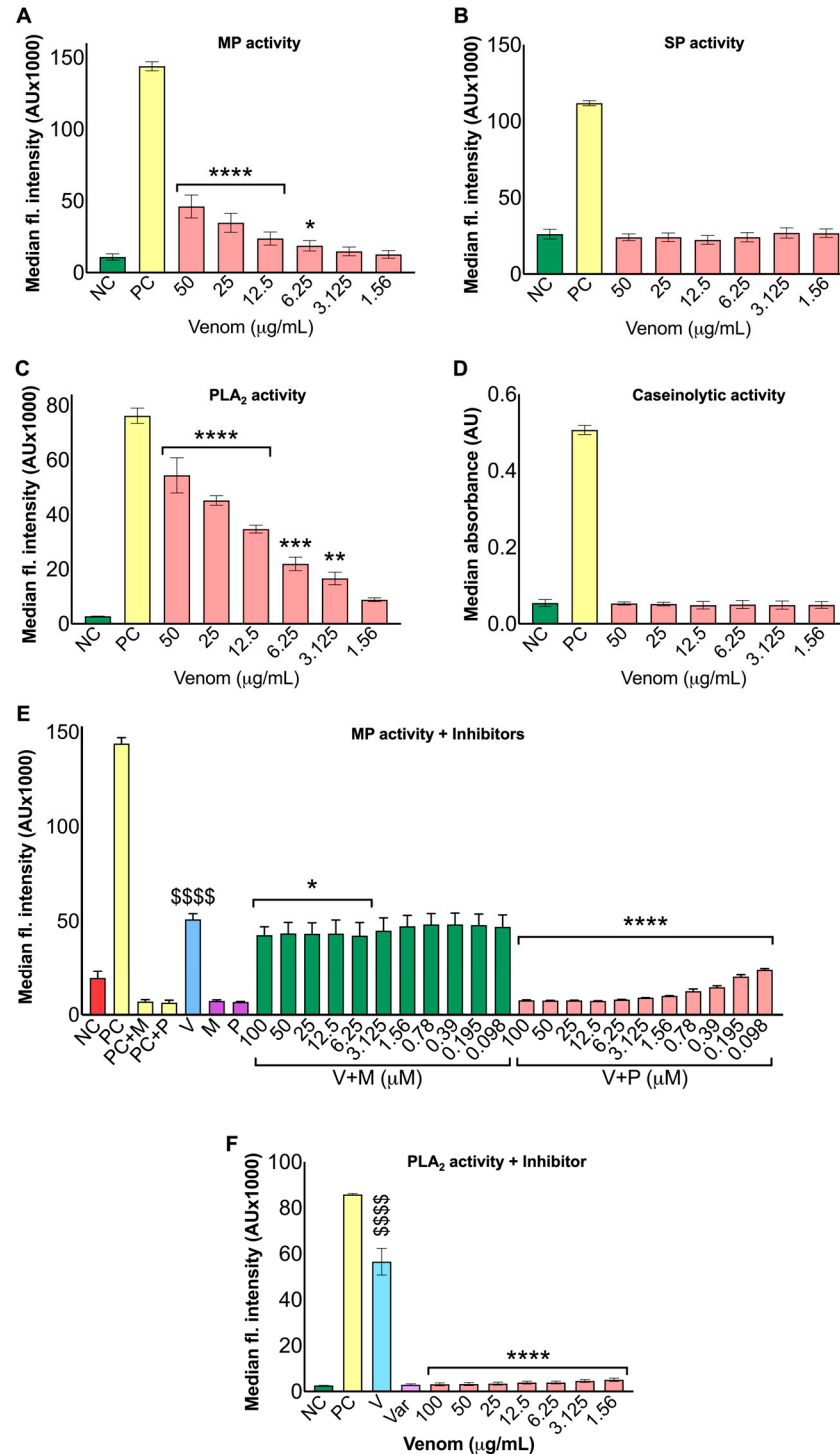 A
MP activity
Median fl. intensity (AUx1000)
150
100
50
0
****
*
NC
PC
50
25
12.5
6.25
3.125
1.56
Venom (μg/mL)
B
SP activity
Median fl. intensity (AUx1000)
150
100
50
0
NC
PC
50
25
12.5
6.25
3.125
1.56
Venom (μg/mL)
C
PLA₂ activity
Median fl. intensity (AUx1000)
80
60
40
20
0
****
***
**
NC
PC
50
25
12.5
6.25
3.125
1.56
Venom (μg/mL)
D
Caseinolytic activity
Median absorbance (AU)
0.6
0.4
0.2
0.0
NC
PC
50
25
12.5
6.25
3.125
1.56
Venom (μg/mL)
E
MP activity + Inhibitors
Median fl. intensity (AUx1000)
150
100
50
0
$$$$
*
****
NC
PC
PC+M
PC+P
V
M
P
100
50
25
12.5
6.25
3.125
1.56
0.78
0.39
0.195
0.098
100
50
25
12.5
6.25
3.125
1.56
0.78
0.39
0.195
0.098
V+M (μM)
V+P (μM)
F
PLA₂ activity + Inhibitor
Median fl. intensity (AUx1000)
100
80
60
40
20
0
$$$$
****
NC
PC
V
Var
100
50
25
12.5
6.25
3.125
1.56
Venom (μg/mL)